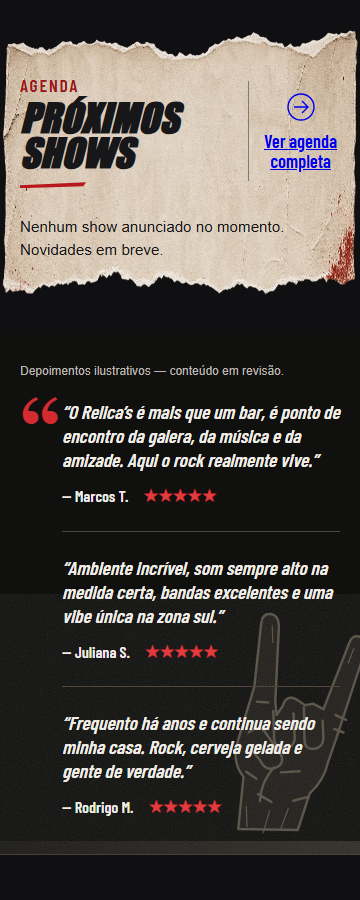 AGENDA
PRÓXIMOS
SHOWS
Ver agenda
completa
Nenhum show anunciado no momento.
Novidades em breve.
Depoimentos ilustrativos — conteúdo em revisão.
“O Relica’s é mais que um bar, é ponto de
encontro da galera, da música e da
amizade. Aqui o rock realmente vive.”
— Marcos T. ★★★★★
“Ambiente incrível, som sempre alto na
medida certa, bandas excelentes e uma
vibe única na zona sul.”
— Juliana S. ★★★★★
“Frequento há anos e continua sendo
minha casa. Rock, cerveja gelada e
gente de verdade.”
— Rodrigo M. ★★★★★